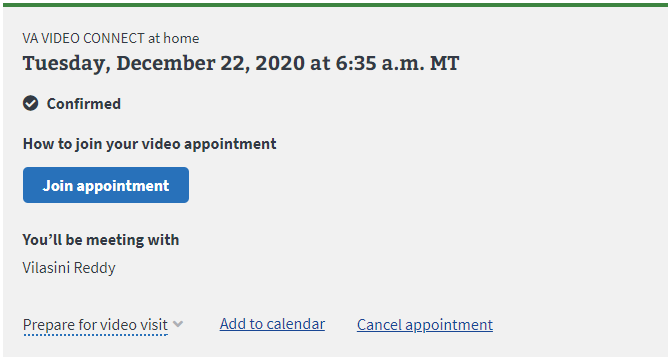 VA VIDEO CONNECT at home
Tuesday, December 22, 2020 at 6:35 a.m. MT
Confirmed
How to join your video appointment
Join appointment
You’ll be meeting with
Vilasini Reddy
Prepare for video visit Add to calendar Cancel appointment